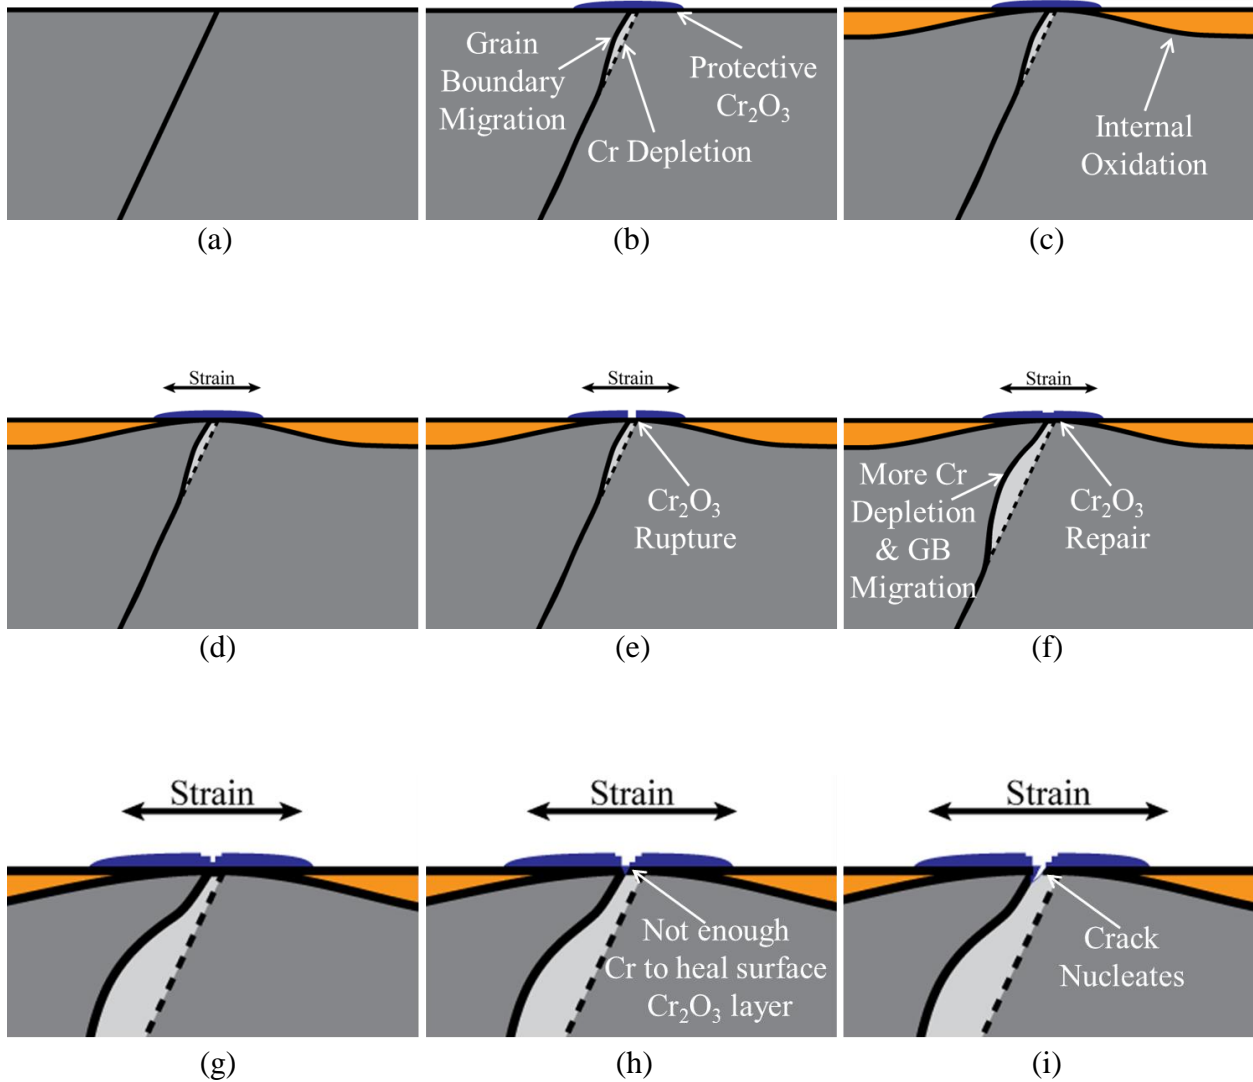 Grain
Boundary
Migration
Cr Depletion
Protective
Cr₂O₃
Internal
Oxidation
(a)
(b)
(c)
Strain
Strain
Cr₂O₃
Rupture
Strain
More Cr
Depletion
& GB
Migration
Cr₂O₃
Repair
(d)
(e)
(f)
Strain
Strain
Not enough
Cr to heal surface
Cr₂O₃ layer
Strain
Crack
Nucleates
(g)
(h)
(i)